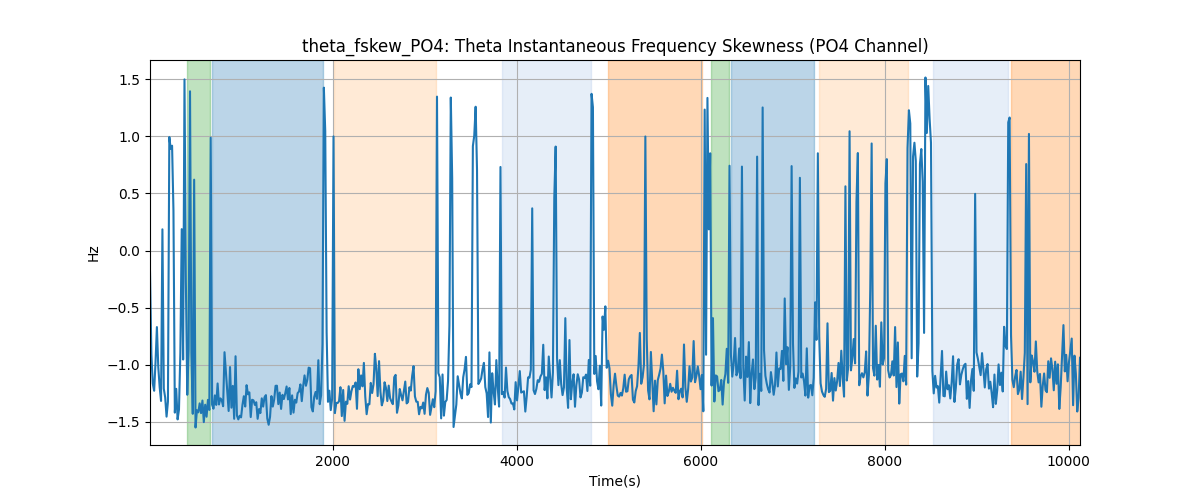 theta_fskew_PO4: Theta Instantaneous Frequency Skewness (PO4 Channel)
1.5
1.0
0.5
0.0
−0.5
−1.0
−1.5
Hz
2000 4000 6000 8000 10000
Time(s)